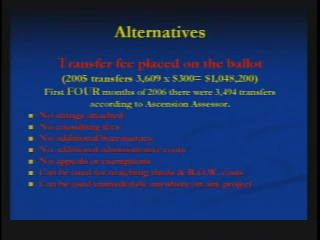 Alternatives
Transfer fee placed on the ballot
(2005 transfers 3,609 x $300= $1,048,200)
First FOUR months of 2006 there were 3,494 transfers
according to Ascension Assessor.
No strings attached
No consulting fees
No additional bureaucracy
No additional administrative costs
No appeals or exemptions
Can be used for matching funds & R.O.W. costs
Can be used immediately anywhere on any project